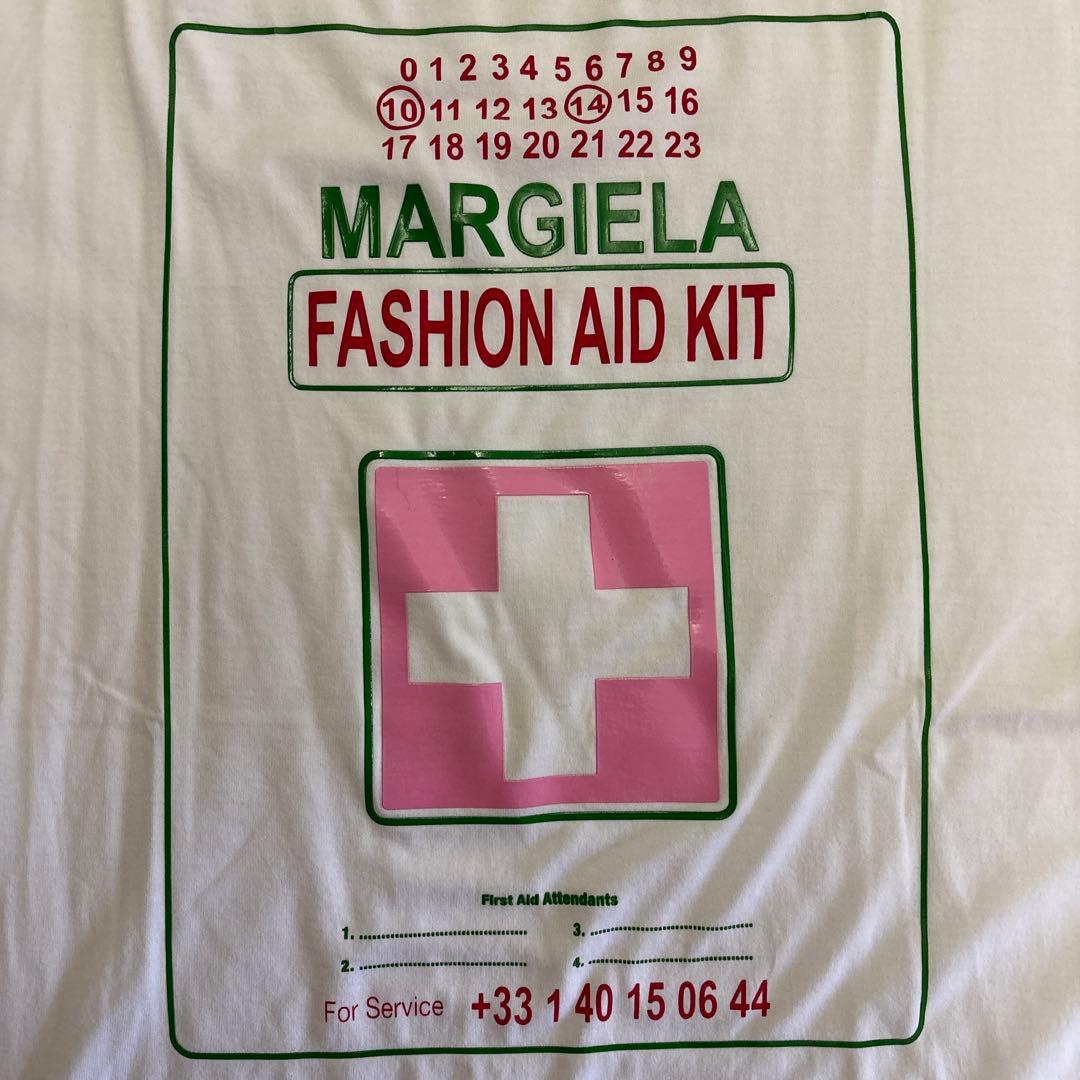 0 1 2 3 4 5 6 7 8 9
10 11 12 13 14 15 16
17 18 19 20 21 22 23
MARGIELA
FASHION AID KIT
First Aid Attendants
1. .......................... 3. ..........................
2. .......................... 4. ..........................
For Service +33 1 40 15 06 44